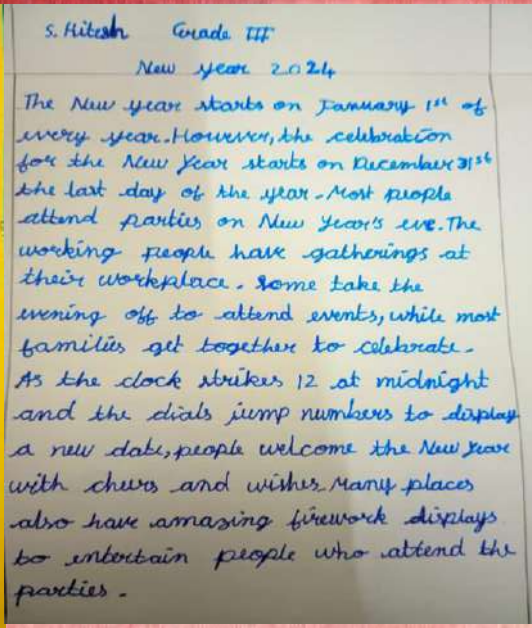 S. Hitesh Grade III
New year 2024
The New year starts on January 1st of
every year. However, the celebration
for the New Year starts on December 31st
the last day of the year. Most people
attend parties on New Year's eve. The
working people have gatherings at
their workplace. Some take the
evening off to attend events, while most
families get together to celebrate.
As the clock strikes 12 at midnight
and the dials jump numbers to display
a new date, people welcome the New Year
with cheers and wishes. Many places
also have amazing firework displays
to entertain people who attend the
parties.